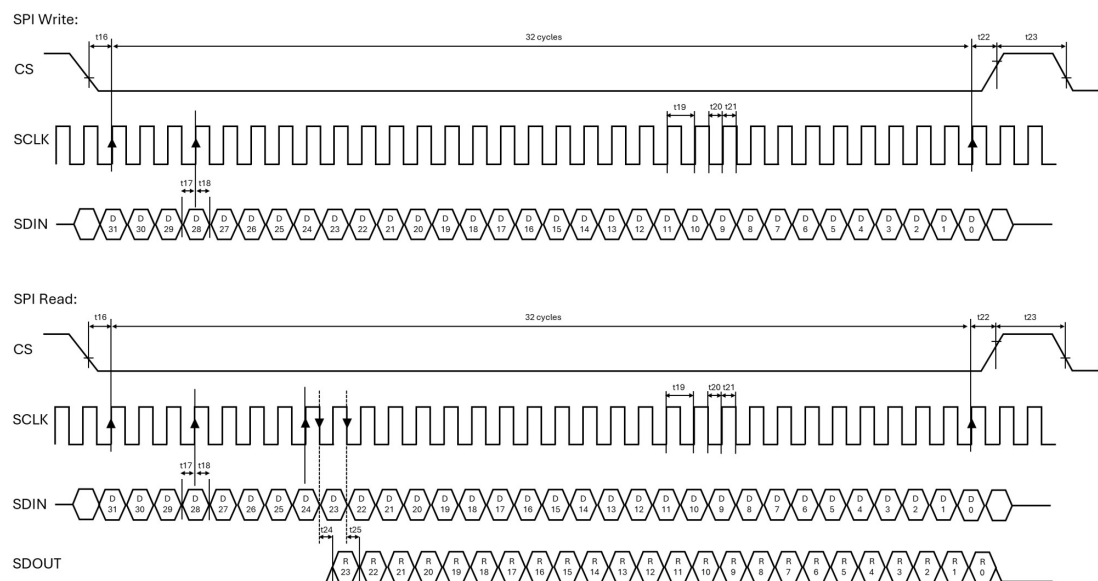 SPI Write:
t16 32 cycles t22 t23
CS
t19 t20 t21
SCLK
t17 t18
SDIN D 31 D 30 D 29 D 28 D 27 D 26 D 25 D 24 D 23 D 22 D 21 D 20 D 19 D 18 D 17 D 16 D 15 D 14 D 13 D 12 D 11 D 10 D 9 D 8 D 7 D 6 D 5 D 4 D 3 D 2 D 1 D 0
SPI Read:
t16 32 cycles t22 t23
CS
t19 t20 t21
SCLK
t17 t18
SDIN D 31 D 30 D 29 D 28 D 27 D 26 D 25 D 24 D 23 D 22 D 21 D 20 D 19 D 18 D 17 D 16 D 15 D 14 D 13 D 12 D 11 D 10 D 9 D 8 D 7 D 6 D 5 D 4 D 3 D 2 D 1 D 0
t24 t25
SDOUT R 23 R 22 R 21 R 20 R 19 R 18 R 17 R 16 R 15 R 14 R 13 R 12 R 11 R 10 R 9 R 8 R 7 R 6 R 5 R 4 R 3 R 2 R 1 R 0